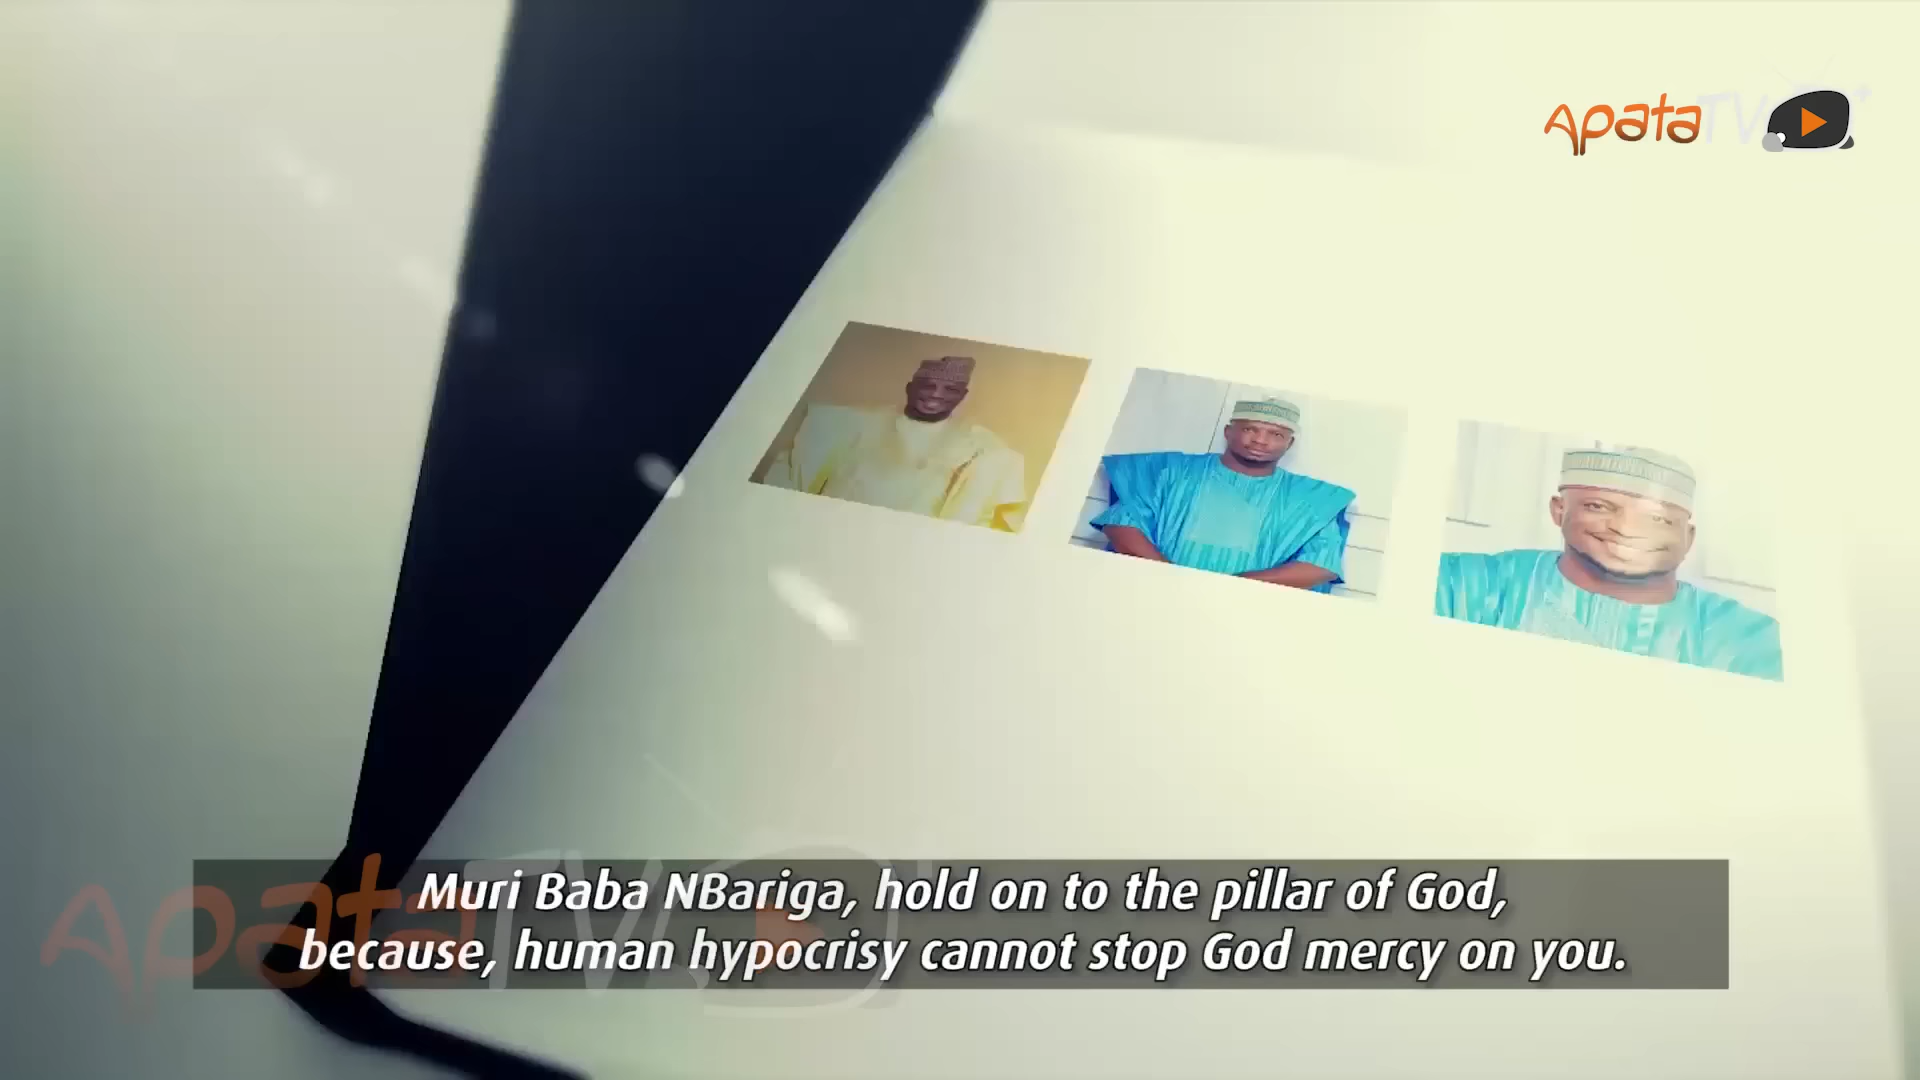 ApataTV+
Muri Baba NBariga, hold on to the pillar of God,
because, human hypocrisy cannot stop God mercy on you.
ApataTV